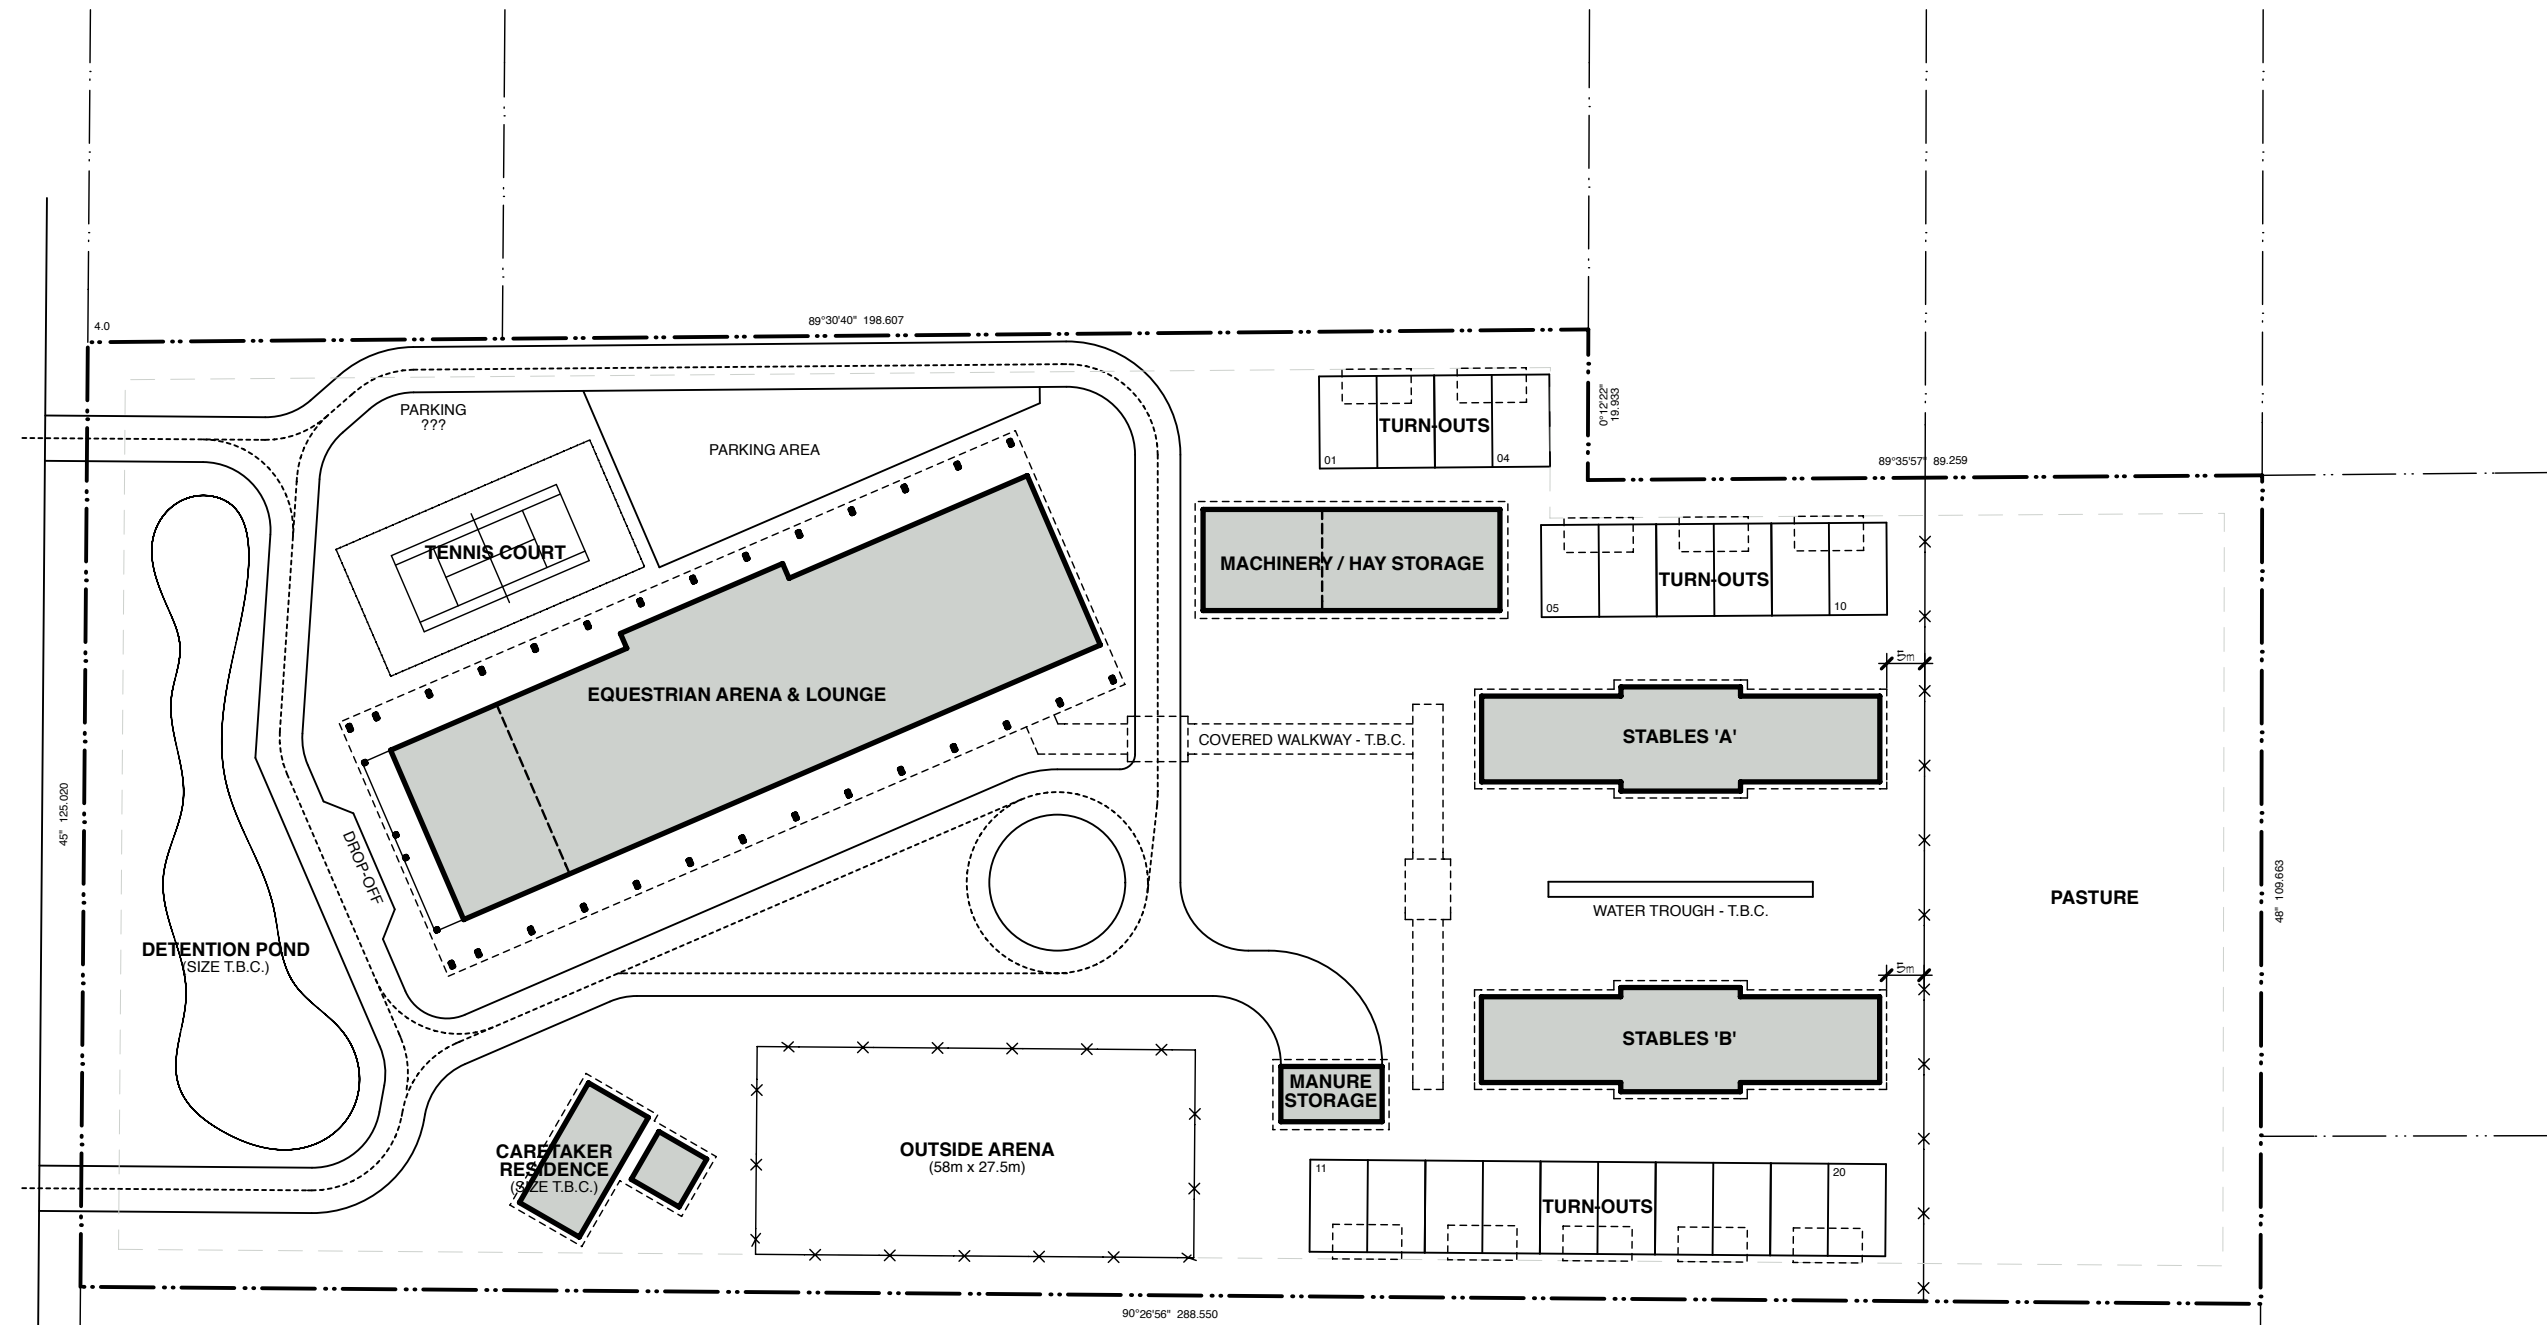 4.0
89°30'40" 198.607
0°12'22"
19.933
89°35'57" 89.259
PARKING
???
PARKING AREA
TURN-OUTS
01
04
TENNIS COURT
MACHINERY / HAY STORAGE
TURN-OUTS
05
10
5m
EQUESTRIAN ARENA & LOUNGE
COVERED WALKWAY - T.B.C.
STABLES 'A'
45" 125.020
DROP-OFF
WATER TROUGH - T.B.C.
PASTURE
48" 109.663
DETENTION POND
(SIZE T.B.C.)
5m
STABLES 'B'
MANURE
STORAGE
CARETAKER
RESIDENCE
(SIZE T.B.C.)
OUTSIDE ARENA
(58m x 27.5m)
11
20
TURN-OUTS
90°26'56" 288.550